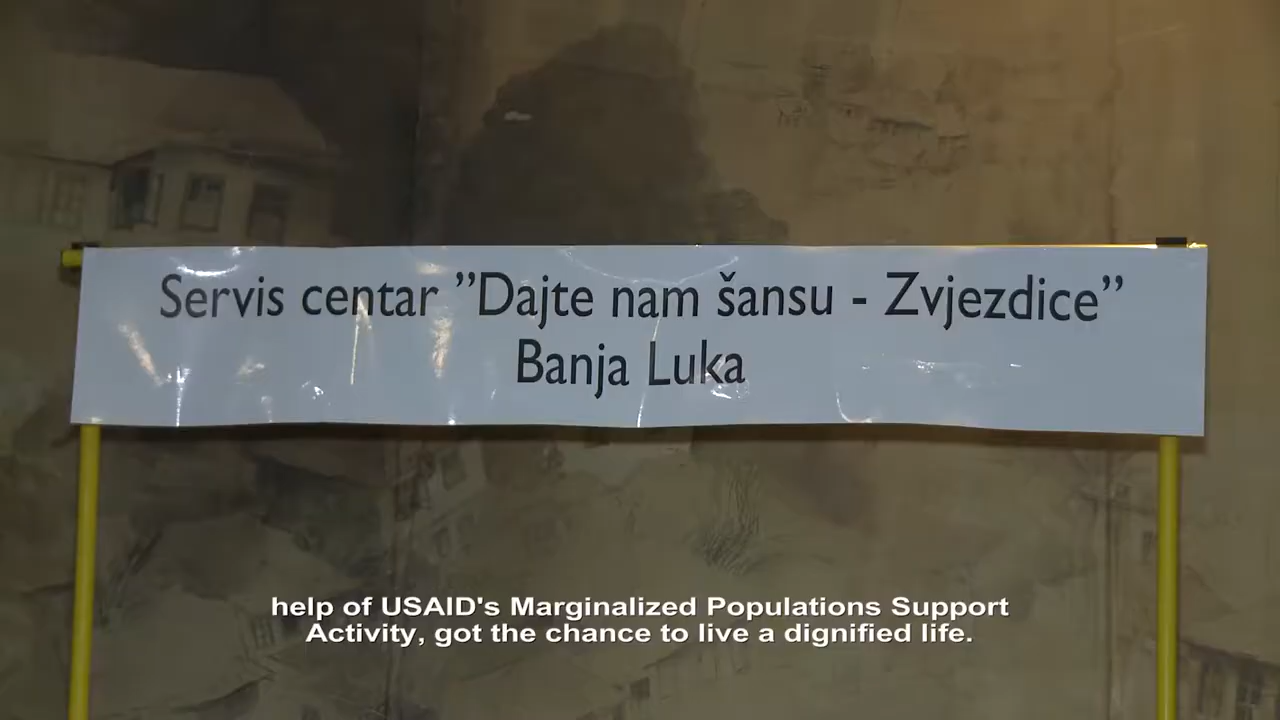 Servis centar ”Dajte nam šansu - Zvjezdice”
Banja Luka
help of USAID's Marginalized Populations Support
Activity, got the chance to live a dignified life.